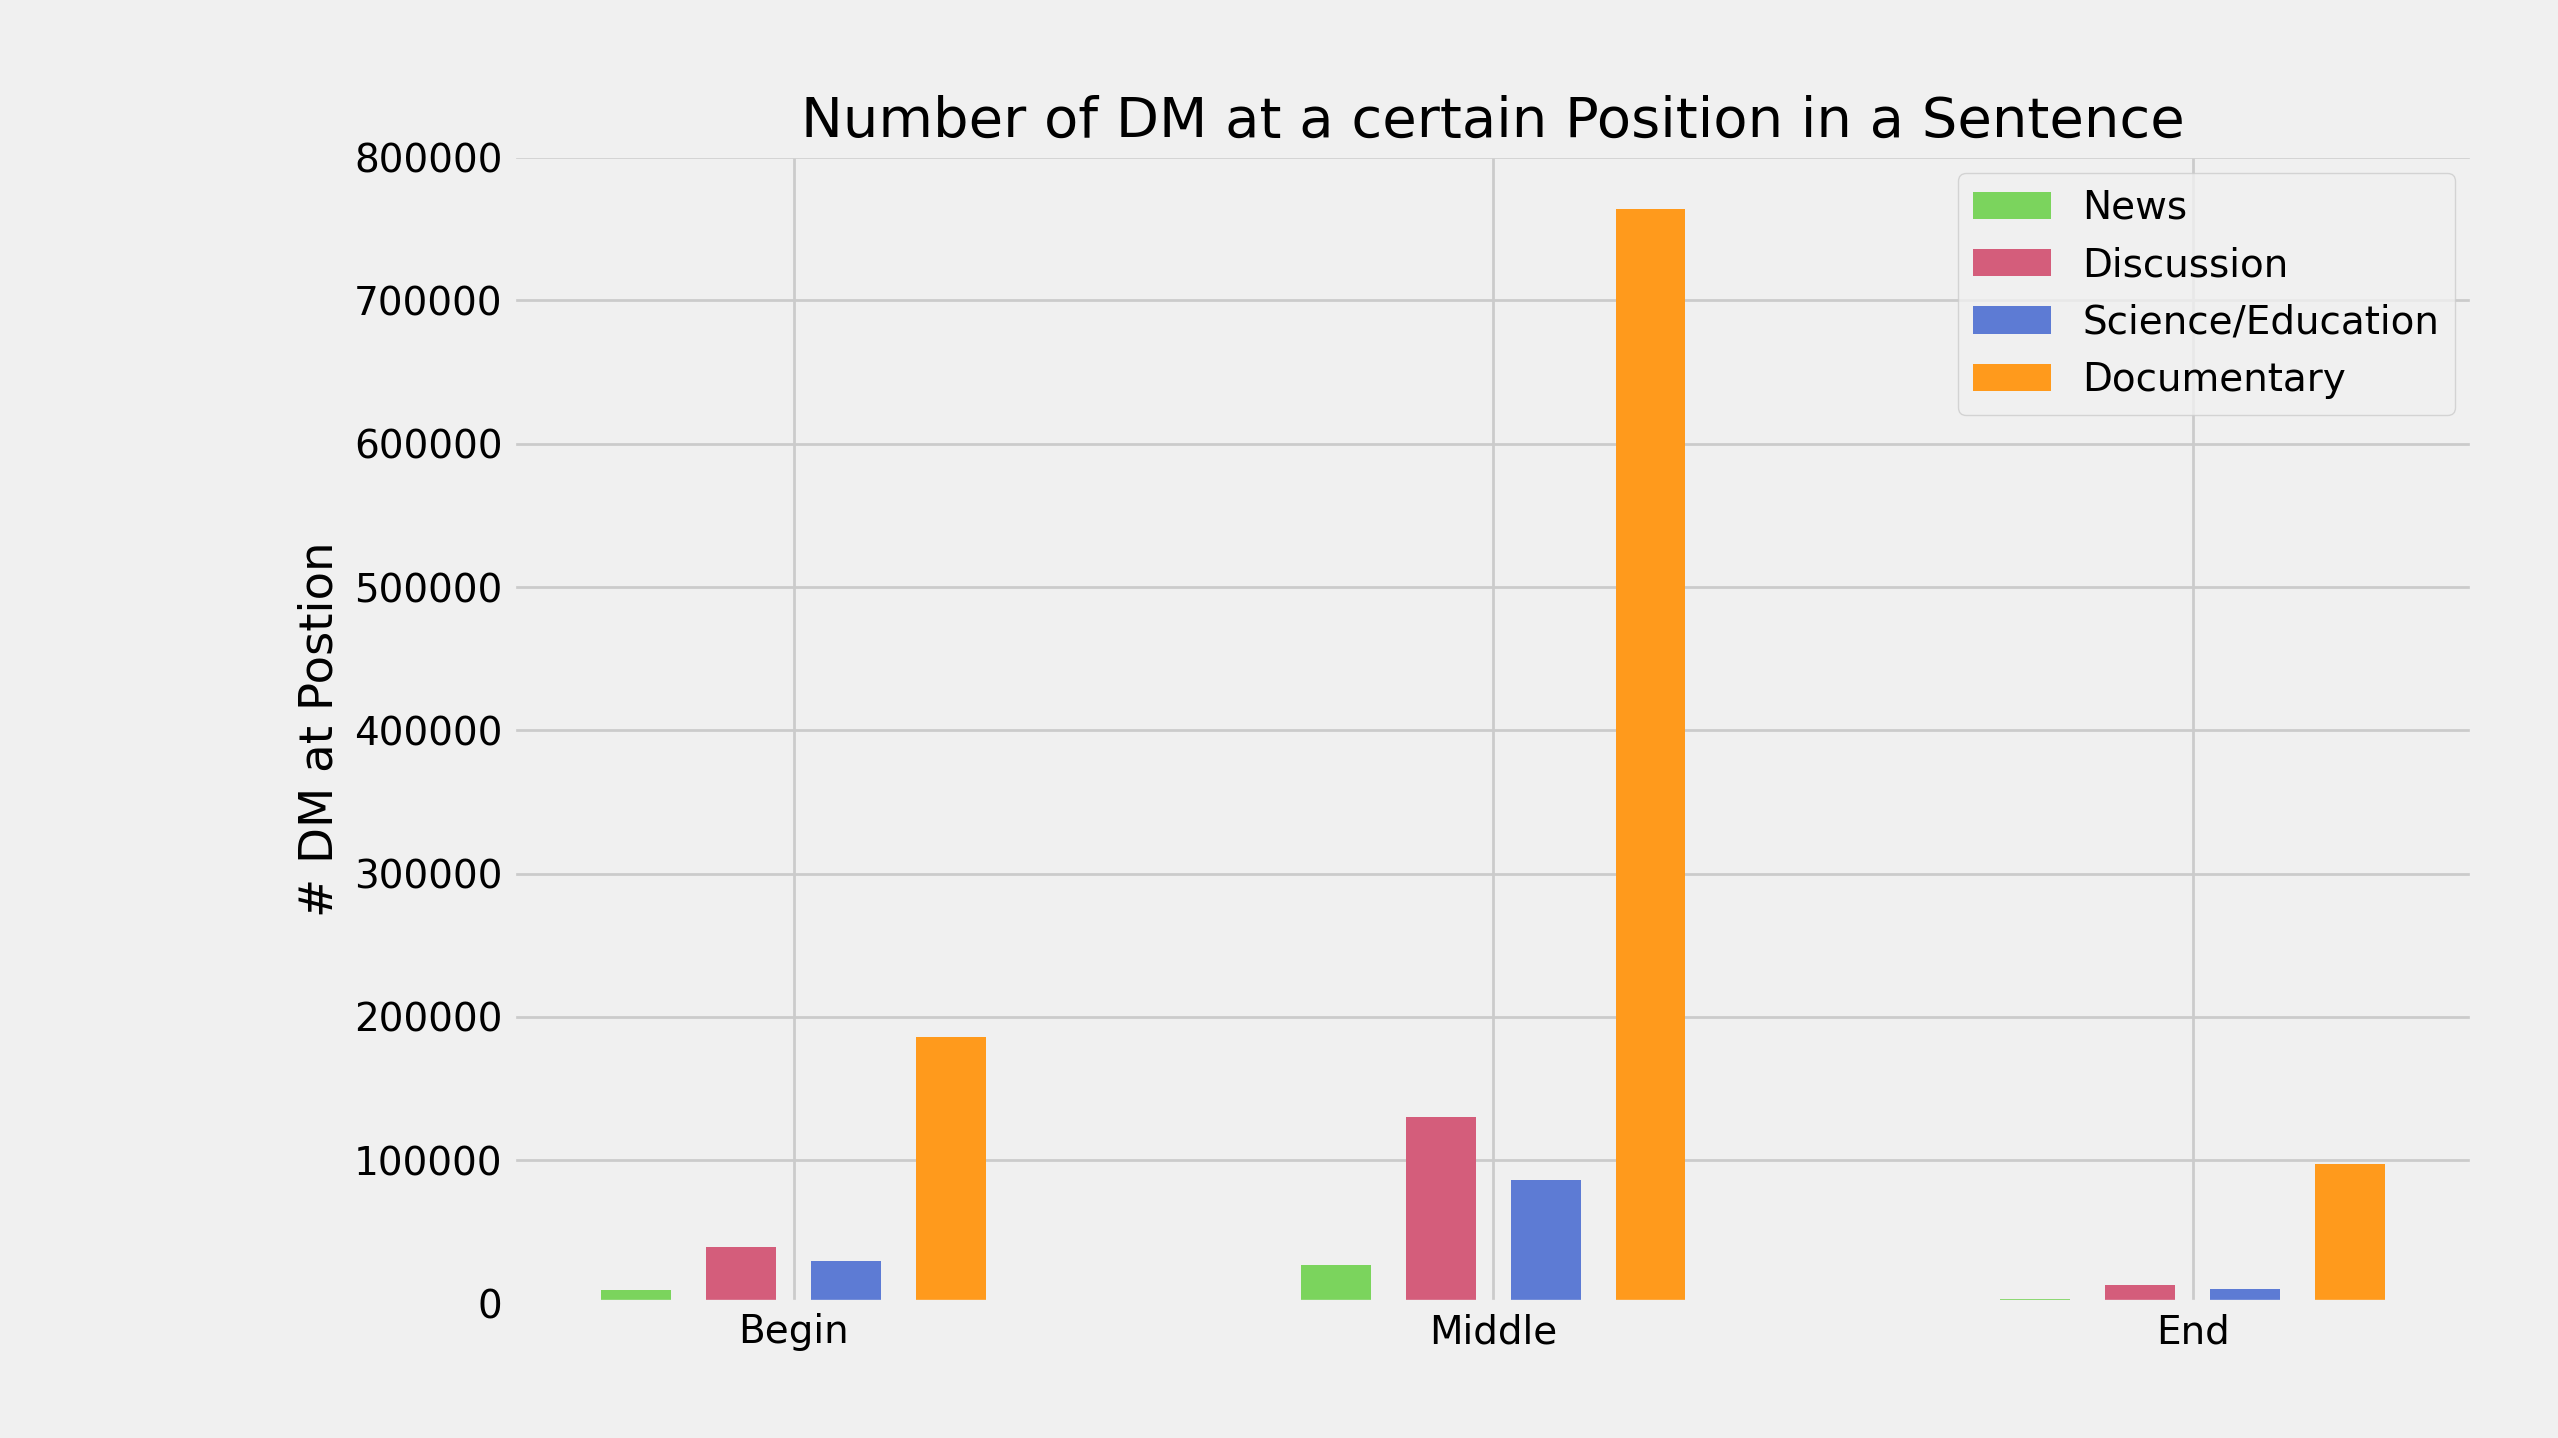 Number of DM at a certain Position in a Sentence
800000
700000
600000
500000
400000
300000
200000
100000
0
# DM at Postion
News
Discussion
Science/Education
Documentary
Begin
Middle
End